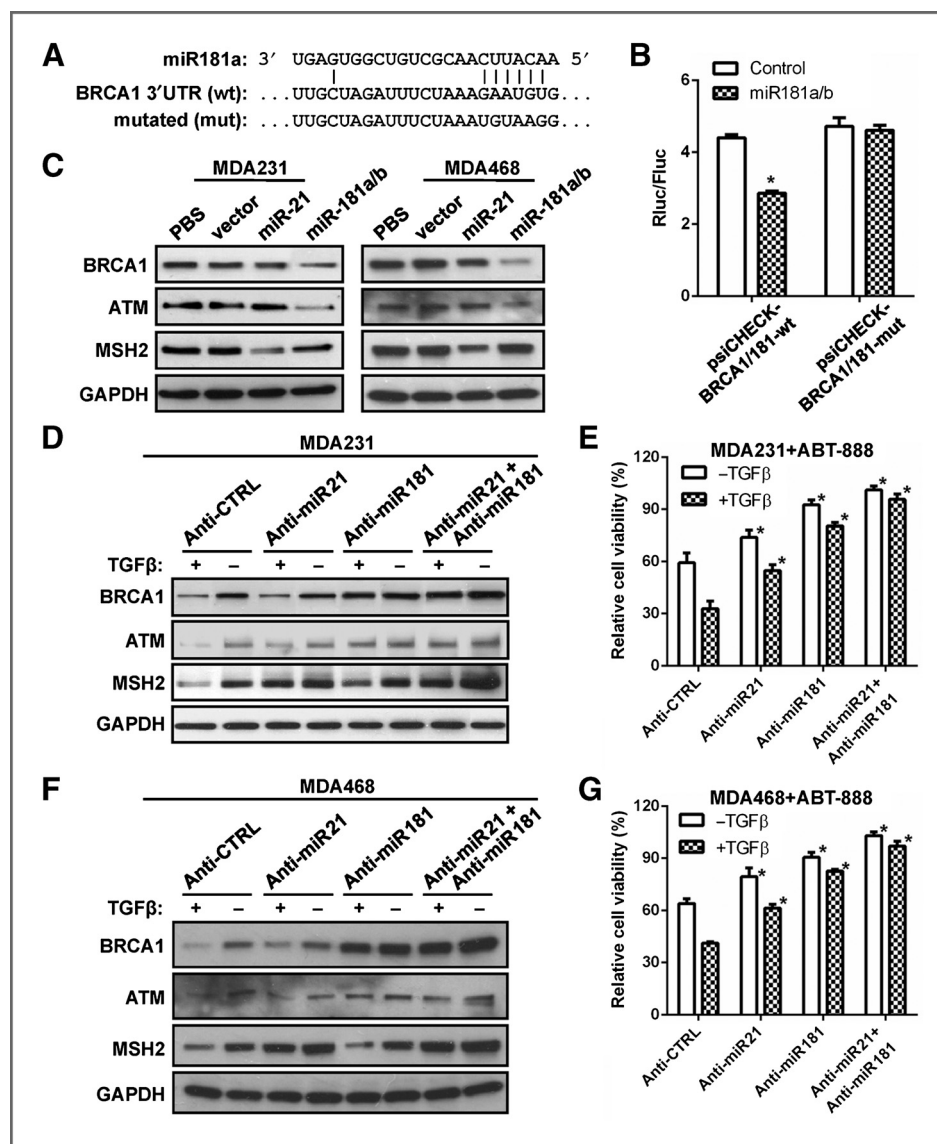 A
miR181a: 3′ UGAGUGGCUGUCGCAACUUACAA 5′
BRCA1 3′UTR (wt): ...UUGCUAGAUUUCUAAAGAAUGUG...
mutated (mut): ...UUGCUAGAUUUCUAAAUGUAAGG...
B
Control
miR181a/b
Rluc/Fluc
6
4
2
0
*
psiCHECK-
BRCA1/181-wt
psiCHECK-
BRCA1/181-mut
C
MDA231
MDA468
PBS vector miR-21 miR-181a/b
PBS vector miR-21 miR-181a/b
BRCA1
ATM
MSH2
GAPDH
D
MDA231
Anti-CTRL
Anti-miR21
Anti-miR181
Anti-miR21 +
Anti-miR181
TGFβ: + − + − + − + −
BRCA1
ATM
MSH2
GAPDH
E
MDA231+ABT-888
−TGFβ
+TGFβ
Relative cell viability (%)
120
90
60
30
0
* * * * * *
Anti-CTRL
Anti-miR21
Anti-miR181
Anti-miR21+
Anti-miR181
F
MDA468
Anti-CTRL
Anti-miR21
Anti-miR181
Anti-miR21 +
Anti-miR181
TGFβ: + − + − + − + −
BRCA1
ATM
MSH2
GAPDH
G
MDA468+ABT-888
−TGFβ
+TGFβ
Relative cell viability (%)
120
90
60
30
0
* * * * * *
Anti-CTRL
Anti-miR21
Anti-miR181
Anti-miR21+
Anti-miR181